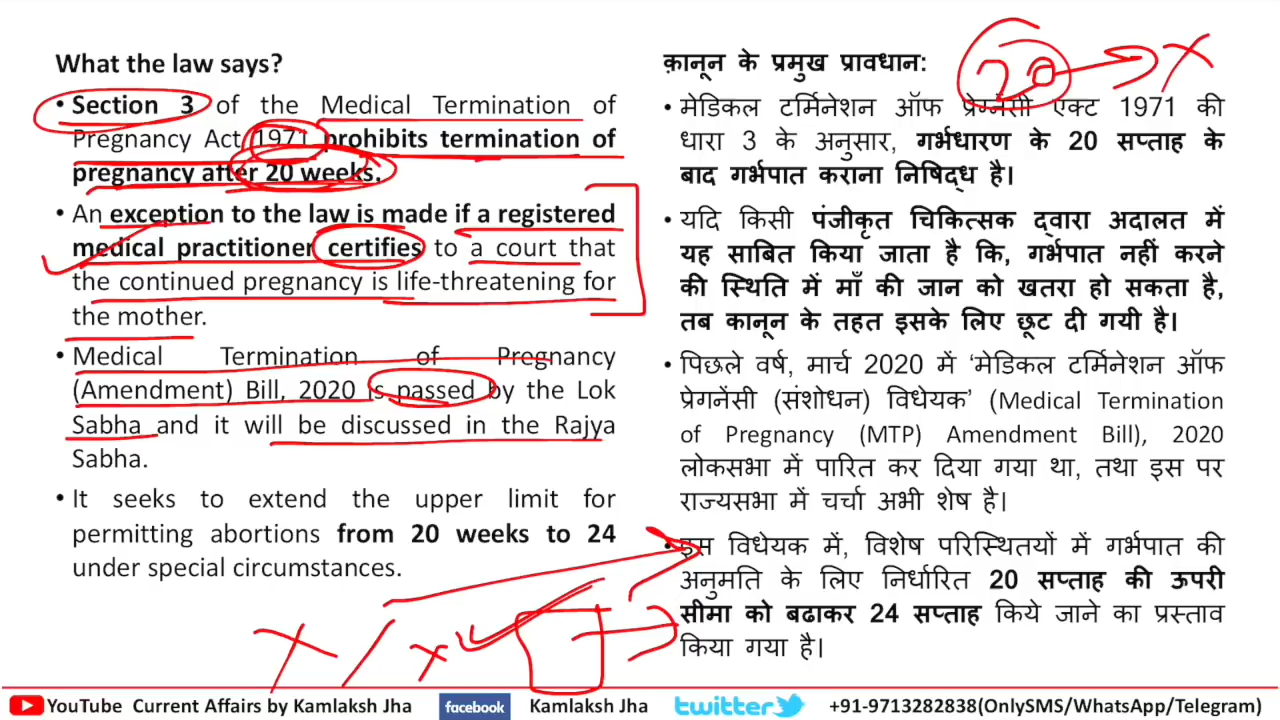 What the law says?
• Section 3 of the Medical Termination of
Pregnancy Act 1971 prohibits termination of
pregnancy after 20 weeks.
• An exception to the law is made if a registered
medical practitioner certifies to a court that
the continued pregnancy is life-threatening for
the mother.
• Medical Termination of Pregnancy
(Amendment) Bill, 2020 is passed by the Lok
Sabha and it will be discussed in the Rajya
Sabha.
• It seeks to extend the upper limit for
permitting abortions from 20 weeks to 24
under special circumstances.
20 → X
क़ानून के प्रमुख प्रावधान:
• मेडिकल टर्मिनेशन ऑफ प्रेग्नेंसी एक्ट 1971 की
धारा 3 के अनुसार, गर्भधारण के 20 सप्ताह के
बाद गर्भपात कराना निषिद्ध है।
• यदि किसी पंजीकृत चिकित्सक द्वारा अदालत में
यह साबित किया जाता है कि, गर्भपात नहीं करने
की स्थिति में माँ की जान को खतरा हो सकता है,
तब कानून के तहत इसके लिए छूट दी गयी है।
• पिछले वर्ष, मार्च 2020 में ‘मेडिकल टर्मिनेशन ऑफ
प्रेगनेंसी (संशोधन) विधेयक’ (Medical Termination
of Pregnancy (MTP) Amendment Bill), 2020
लोकसभा में पारित कर दिया गया था, तथा इस पर
राज्यसभा में चर्चा अभी शेष है।
• इस विधेयक में, विशेष परिस्थितयों में गर्भपात की
अनुमति के लिए निर्धारित 20 सप्ताह की ऊपरी
सीमा को बढाकर 24 सप्ताह किये जाने का प्रस्ताव
किया गया है।
YouTube Current Affairs by Kamlaksh Jha facebook Kamlaksh Jha twitter +91-9713282838(OnlySMS/WhatsApp/Telegram)